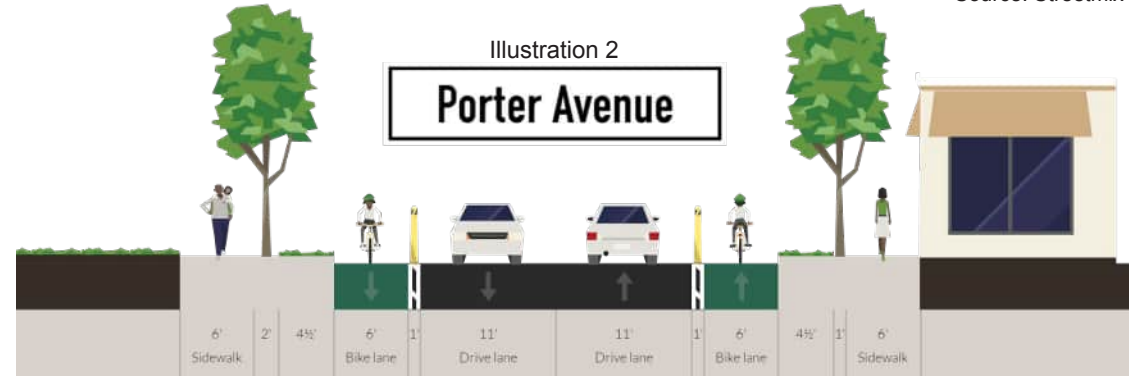 Illustration 2
Porter Avenue
6' 2' 4½' 6' 1' 11' 11' 1' 6' 4½' 1' 6'
Sidewalk Bike lane Drive lane Drive lane Bike lane Sidewalk